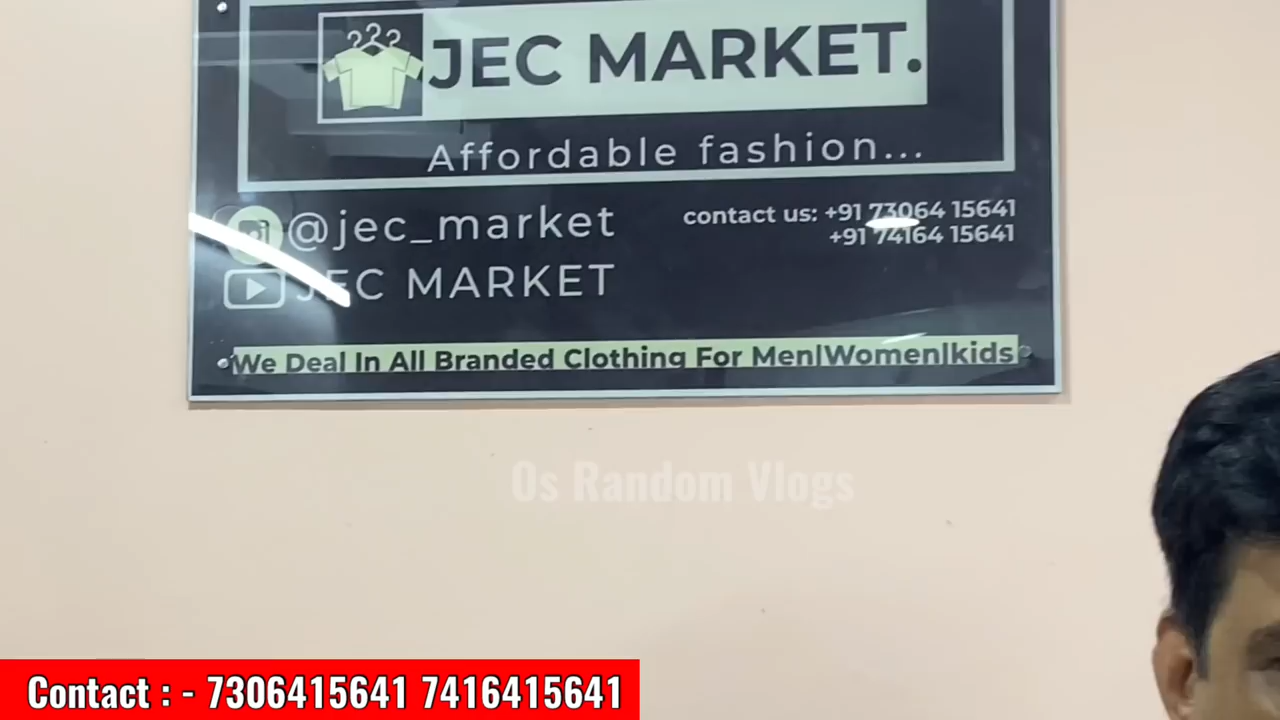 JEC MARKET.
Affordable fashion...
@jec_market
contact us: +91 73064 15641
+91 74164 15641
JEC MARKET
We Deal In All Branded Clothing For Men|Women|kids
Os Random Vlogs
Contact : - 7306415641 7416415641